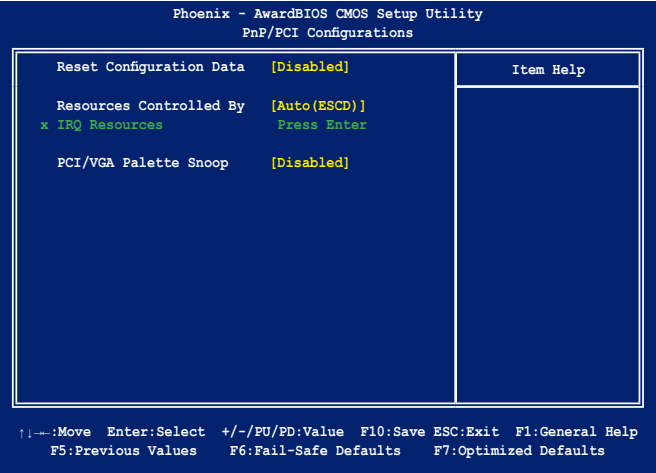 Phoenix - AwardBIOS CMOS Setup Utility
PnP/PCI Configurations
Reset Configuration Data [Disabled]
Item Help
Resources Controlled By [Auto(ESCD)]
x IRQ Resources Press Enter
PCI/VGA Palette Snoop [Disabled]
↑↓→←:Move Enter:Select +/-/PU/PD:Value F10:Save ESC:Exit F1:General Help
F5:Previous Values F6:Fail-Safe Defaults F7:Optimized Defaults